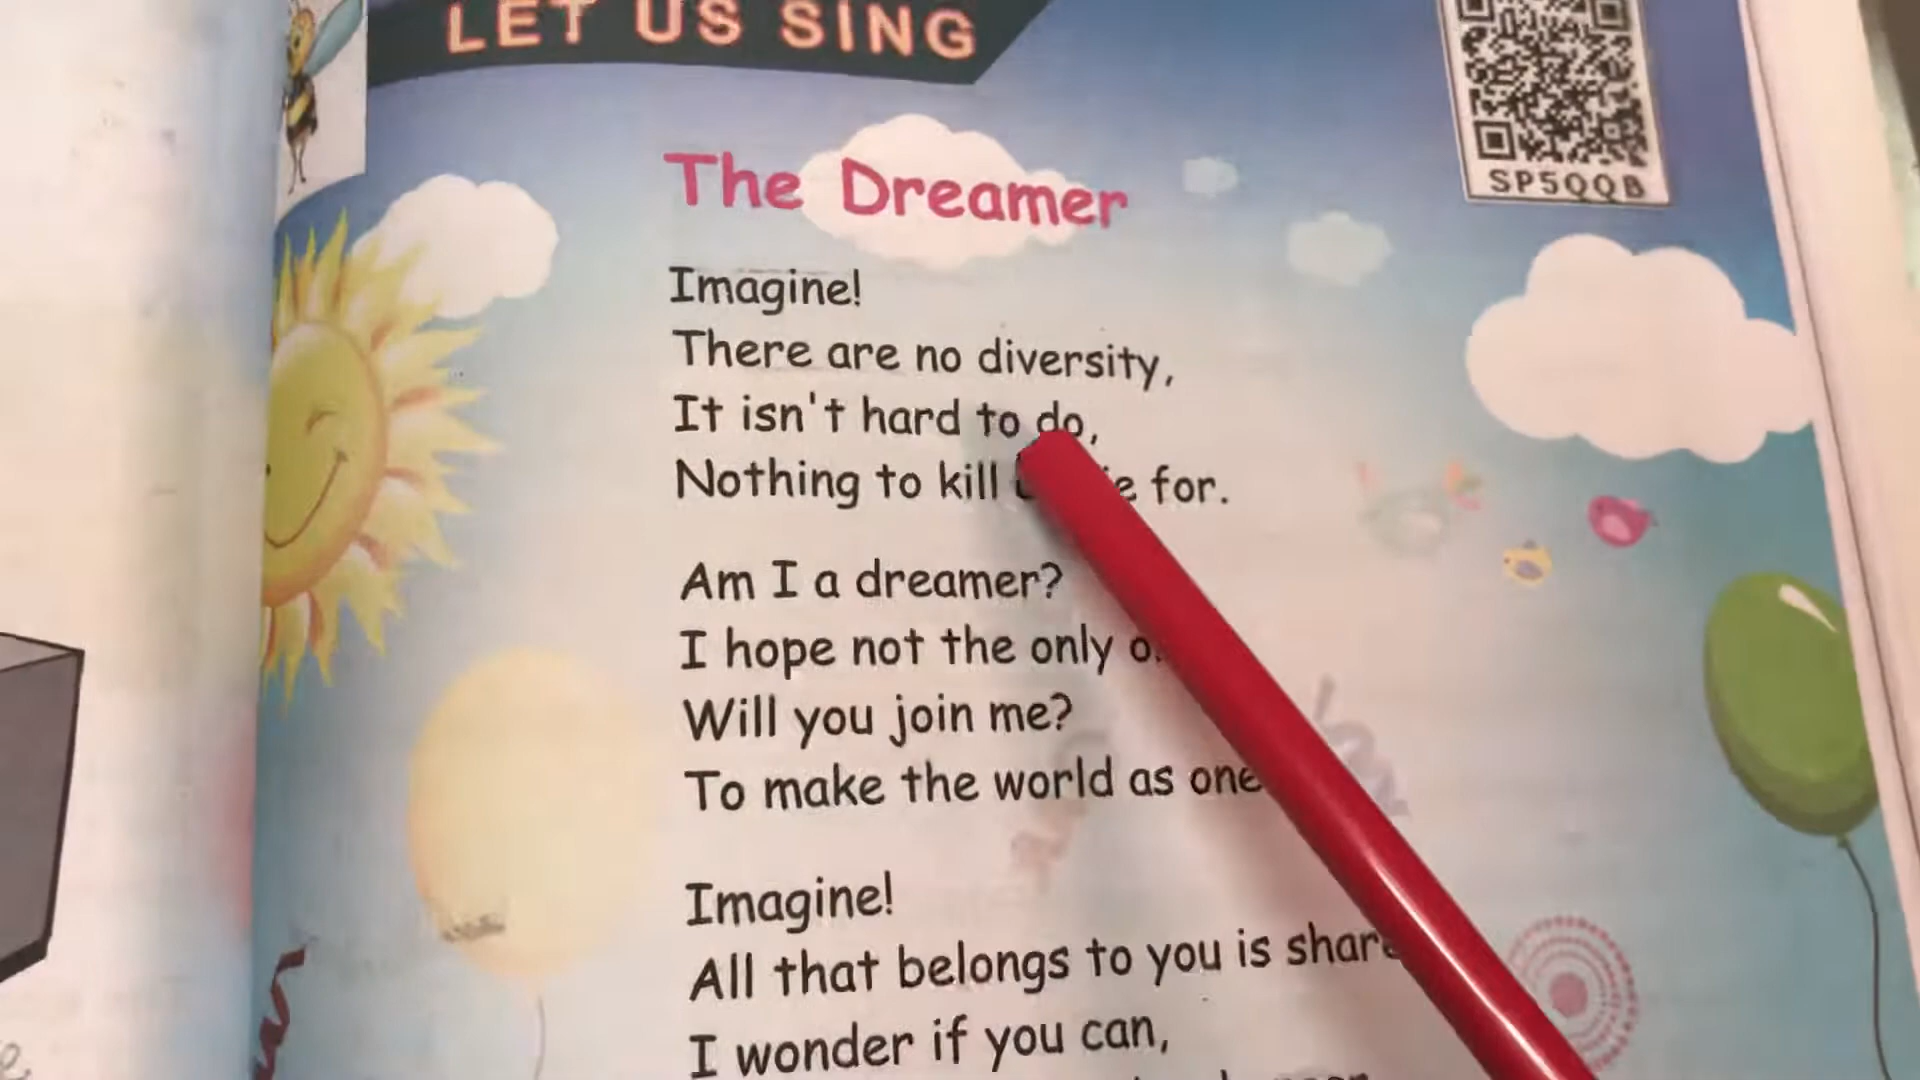 LET US SING
SP5QQB
The Dreamer
Imagine!
There are no diversity,
It isn't hard to do,
Nothing to kill for.
Am I a dreamer?
I hope not the only
Will you join me?
To make the world as one
Imagine!
All that belongs to you is
I wonder if you can,